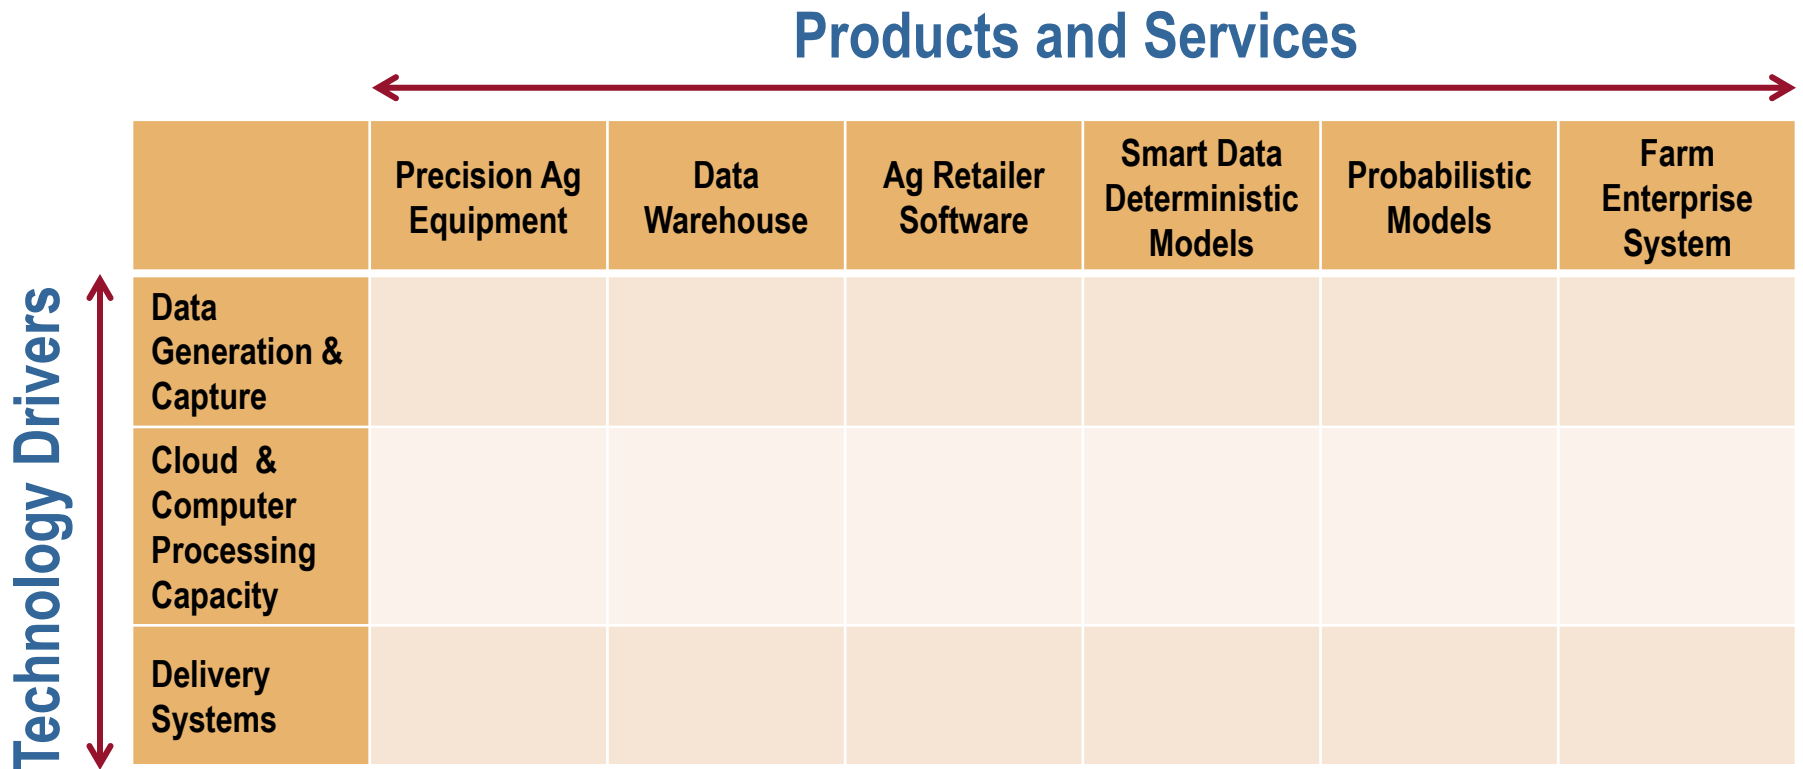 Products and Services
Precision Ag
Equipment
Data
Warehouse
Ag Retailer
Software
Smart Data
Deterministic
Models
Probabilistic
Models
Farm
Enterprise
System
Technology Drivers
Data
Generation &
Capture
Cloud  &
Computer
Processing
Capacity
Delivery
Systems